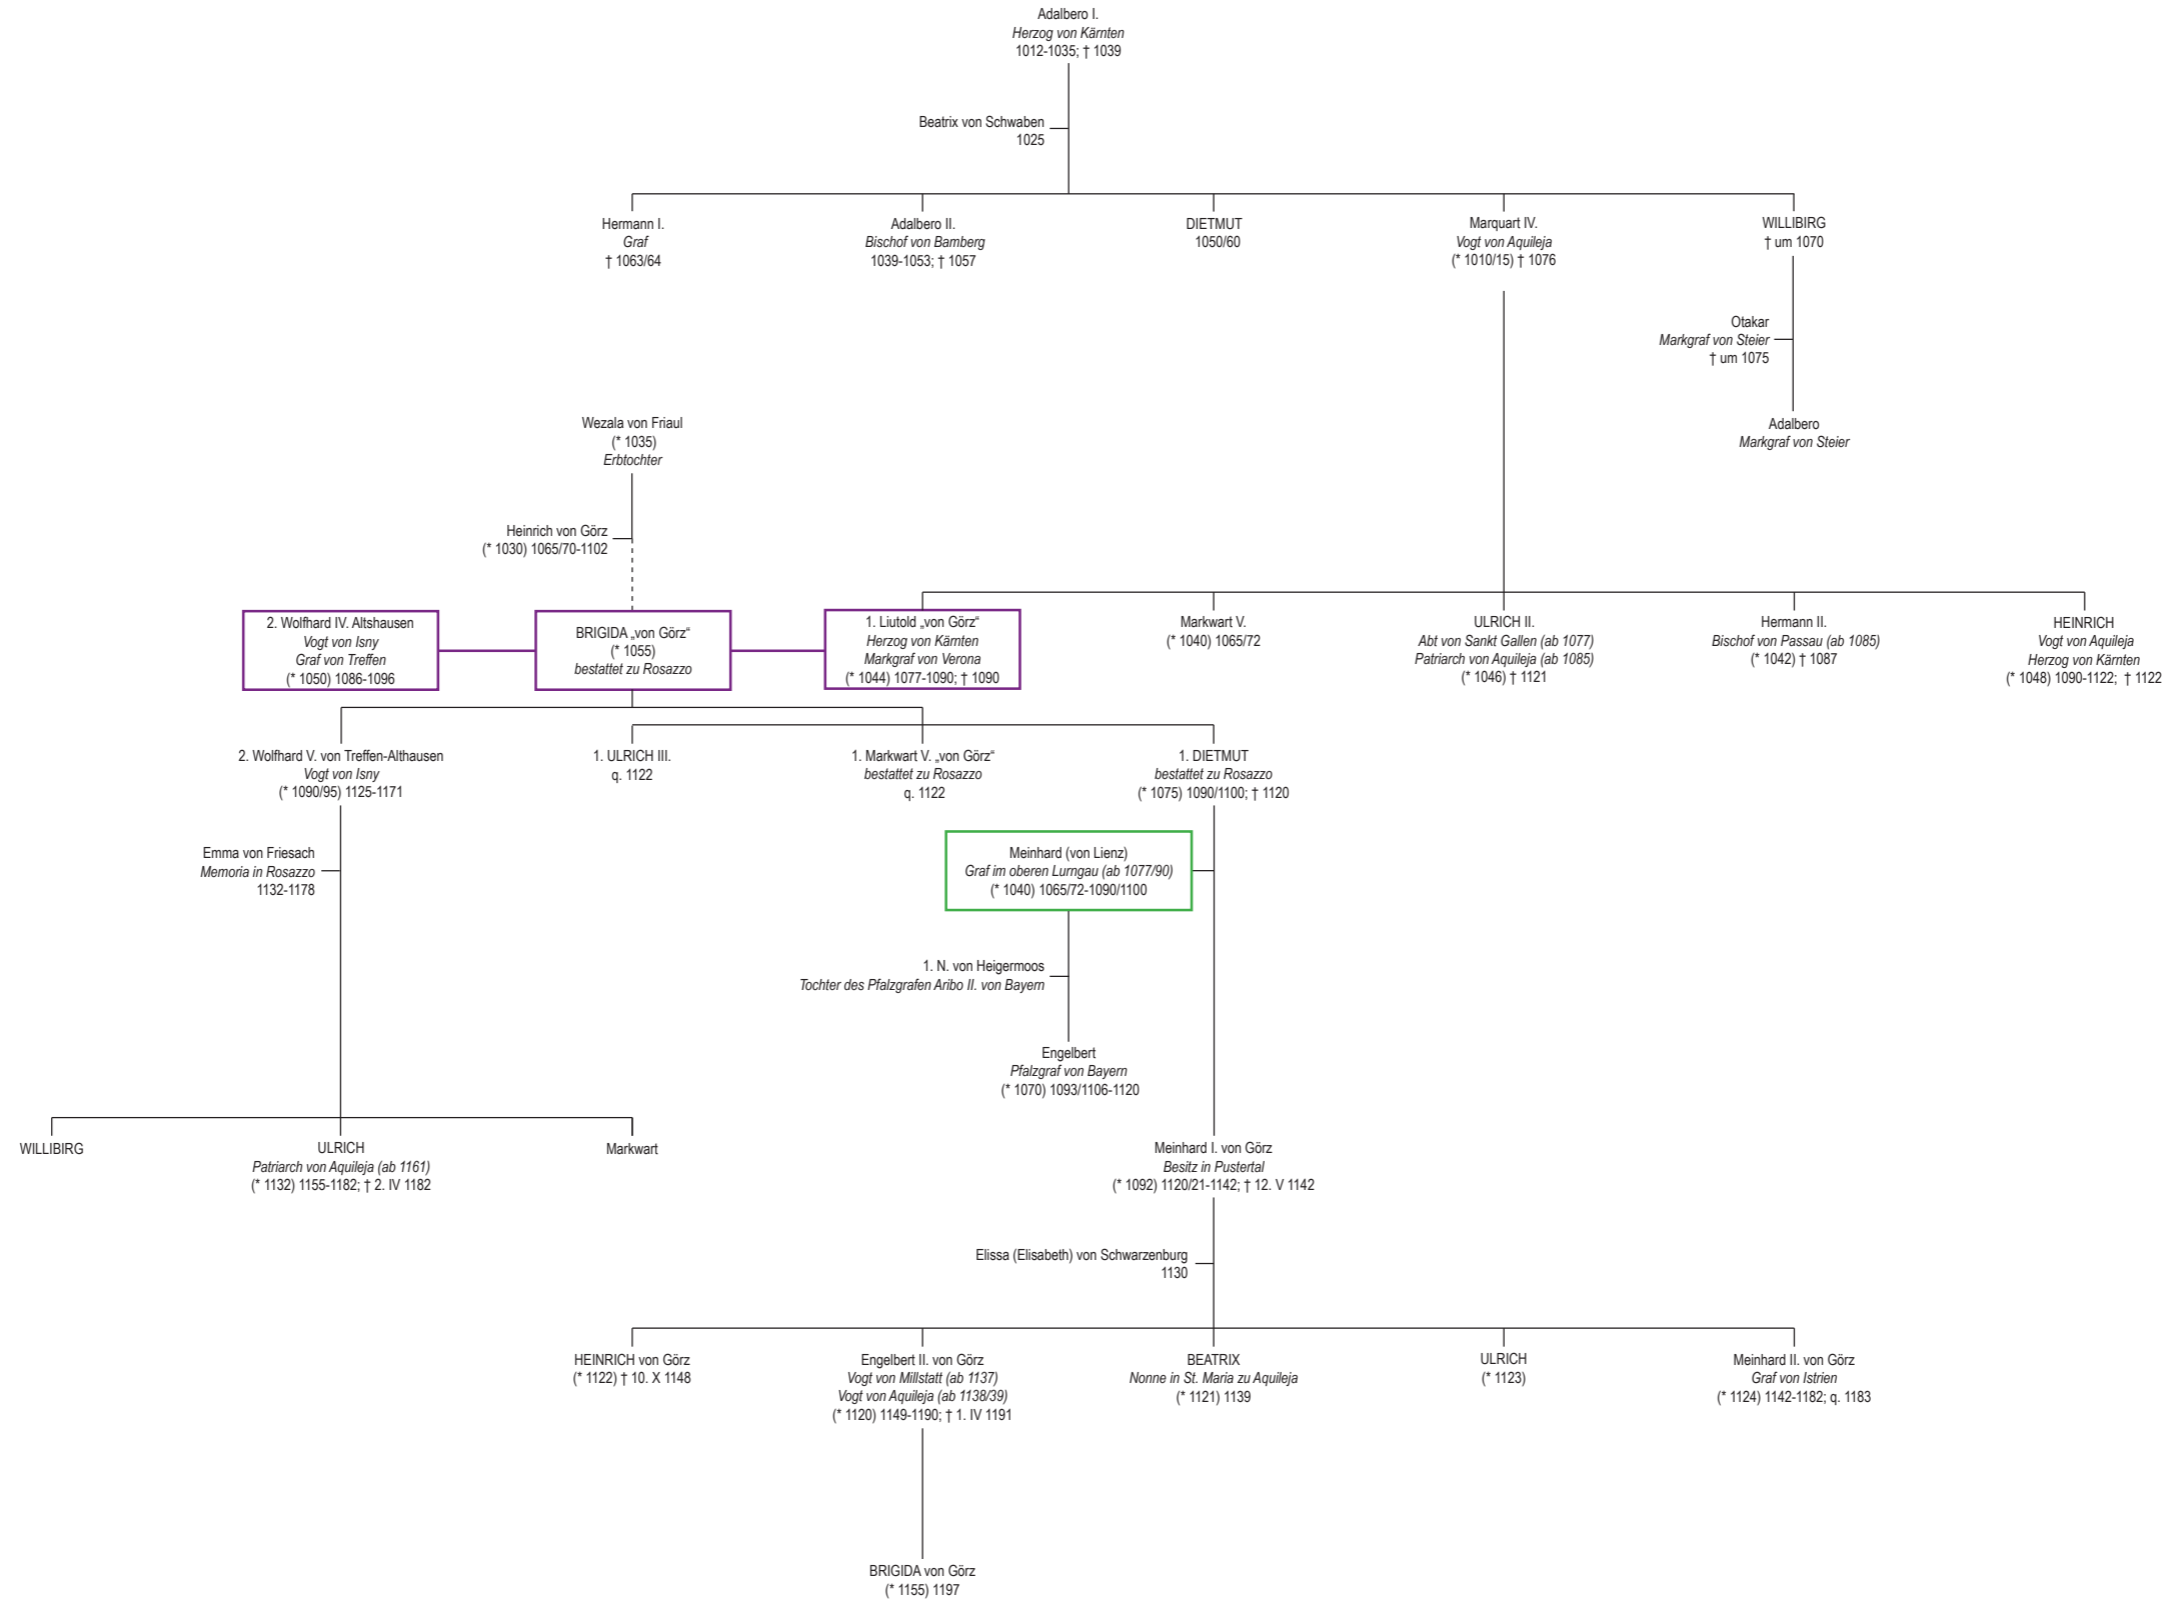 Adalbero I.
Herzog von Kärnten
1012-1035; † 1039
Beatrix von Schwaben
1025
Hermann I.
Graf
† 1063/64
Adalbero II.
Bischof von Bamberg
1039-1053; † 1057
DIETMUT
1050/60
Marquart IV.
Vogt von Aquileja
(* 1010/15) † 1076
WILLIBIRG
† um 1070
Otakar
Markgraf von Steier
† um 1075
Adalbero
Markgraf von Steier
Wezala von Friaul
(* 1035)
Erbtochter
Heinrich von Görz
(* 1030) 1065/70-1102
2. Wolfhard IV. Altshausen
Vogt von Isny
Graf von Treffen
(* 1050) 1086-1096
BRIGIDA „von Görz“
(* 1055)
bestattet zu Rosazzo
1. Liutold „von Görz“
Herzog von Kärnten
Markgraf von Verona
(* 1044) 1077-1090; † 1090
Markwart V.
(* 1040) 1065/72
ULRICH II.
Abt von Sankt Gallen (ab 1077)
Patriarch von Aquileja (ab 1085)
(* 1046) † 1121
Hermann II.
Bischof von Passau (ab 1085)
(* 1042) † 1087
HEINRICH
Vogt von Aquileja
Herzog von Kärnten
(* 1048) 1090-1122; † 1122
2. Wolfhard V. von Treffen-Althausen
Vogt von Isny
(* 1090/95) 1125-1171
1. ULRICH III.
q. 1122
1. Markwart V. „von Görz“
bestattet zu Rosazzo
q. 1122
1. DIETMUT
bestattet zu Rosazzo
(* 1075) 1090/1100; † 1120
Emma von Friesach
Memoria in Rosazzo
1132-1178
Meinhard (von Lienz)
Graf im oberen Lurngau (ab 1077/90)
(* 1040) 1065/72-1090/1100
1. N. von Heigermoos
Tochter des Pfalzgrafen Aribo II. von Bayern
Engelbert
Pfalzgraf von Bayern
(* 1070) 1093/1106-1120
WILLIBIRG
ULRICH
Patriarch von Aquileja (ab 1161)
(* 1132) 1155-1182; † 2. IV 1182
Markwart
Meinhard I. von Görz
Besitz in Pustertal
(* 1092) 1120/21-1142; † 12. V 1142
Elissa (Elisabeth) von Schwarzenburg
1130
HEINRICH von Görz
(* 1122) † 10. X 1148
Engelbert II. von Görz
Vogt von Millstatt (ab 1137)
Vogt von Aquileja (ab 1138/39)
(* 1120) 1149-1190; † 1. IV 1191
BEATRIX
Nonne in St. Maria zu Aquileja
(* 1121) 1139
ULRICH
(* 1123)
Meinhard II. von Görz
Graf von Istrien
(* 1124) 1142-1182; q. 1183
BRIGIDA von Görz
(* 1155) 1197